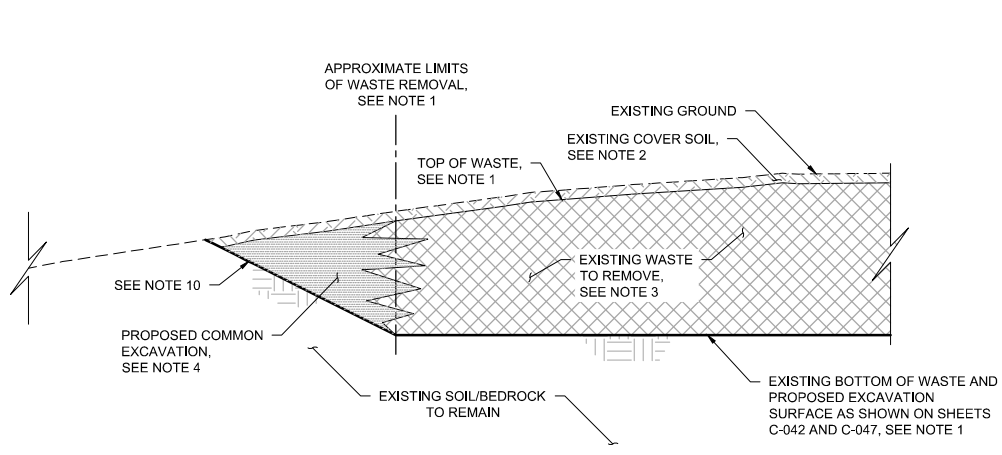 APPROXIMATE LIMITS
OF WASTE REMOVAL,
SEE NOTE 1
EXISTING GROUND
EXISTING COVER SOIL,
SEE NOTE 2
TOP OF WASTE,
SEE NOTE 1
EXISTING WASTE
TO REMOVE,
SEE NOTE 3
SEE NOTE 10
PROPOSED COMMON
EXCAVATION,
SEE NOTE 4
EXISTING SOIL/BEDROCK
TO REMAIN
EXISTING BOTTOM OF WASTE AND
PROPOSED EXCAVATION
SURFACE AS SHOWN ON SHEETS
C-042 AND C-047, SEE NOTE 1